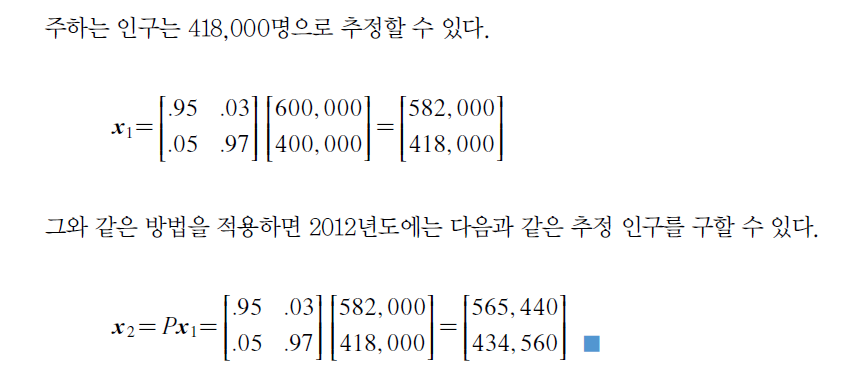 주하는 인구는 418,000명으로 추정할 수 있다.
x₁=[.95 .03] [600,000]=[582,000]
[.05 .97] [400,000] [418,000]
그와 같은 방법을 적용하면 2012년도에는 다음과 같은 추정 인구를 구할 수 있다.
x₂=Px₁=[.95 .03] [582,000]=[565,440]
[.05 .97] [418,000] [434,560]